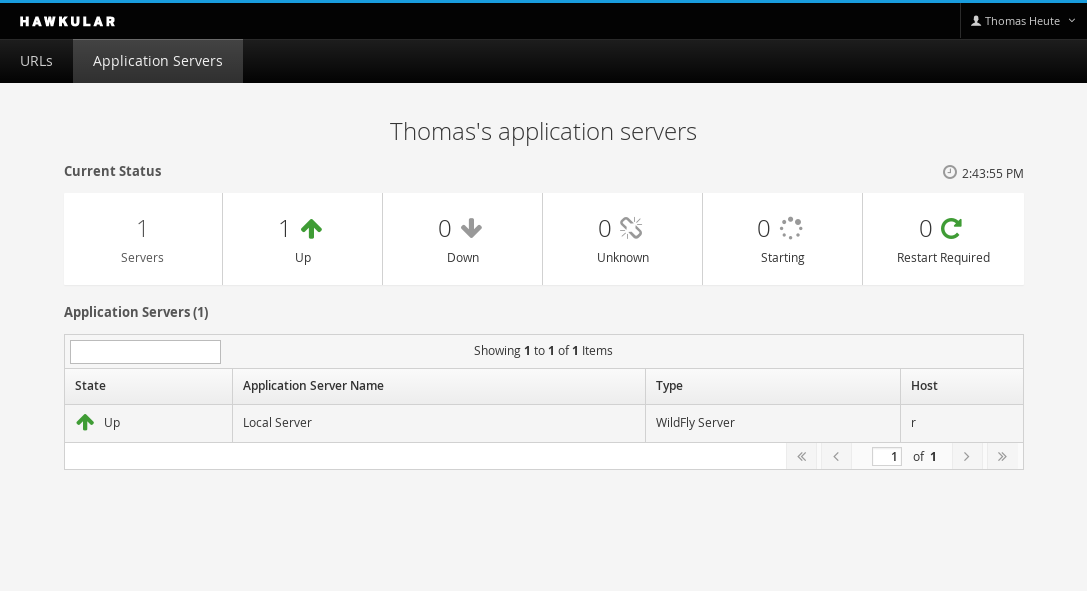 HAWKULAR
Thomas Heute
URLs Application Servers
Thomas's application servers
Current Status 2:43:55 PM
1 1 0 0 0 0
Servers Up Down Unknown Starting Restart Required
Application Servers (1)
Showing 1 to 1 of 1 Items
State Application Server Name Type Host
Up Local Server WildFly Server r
1 of 1